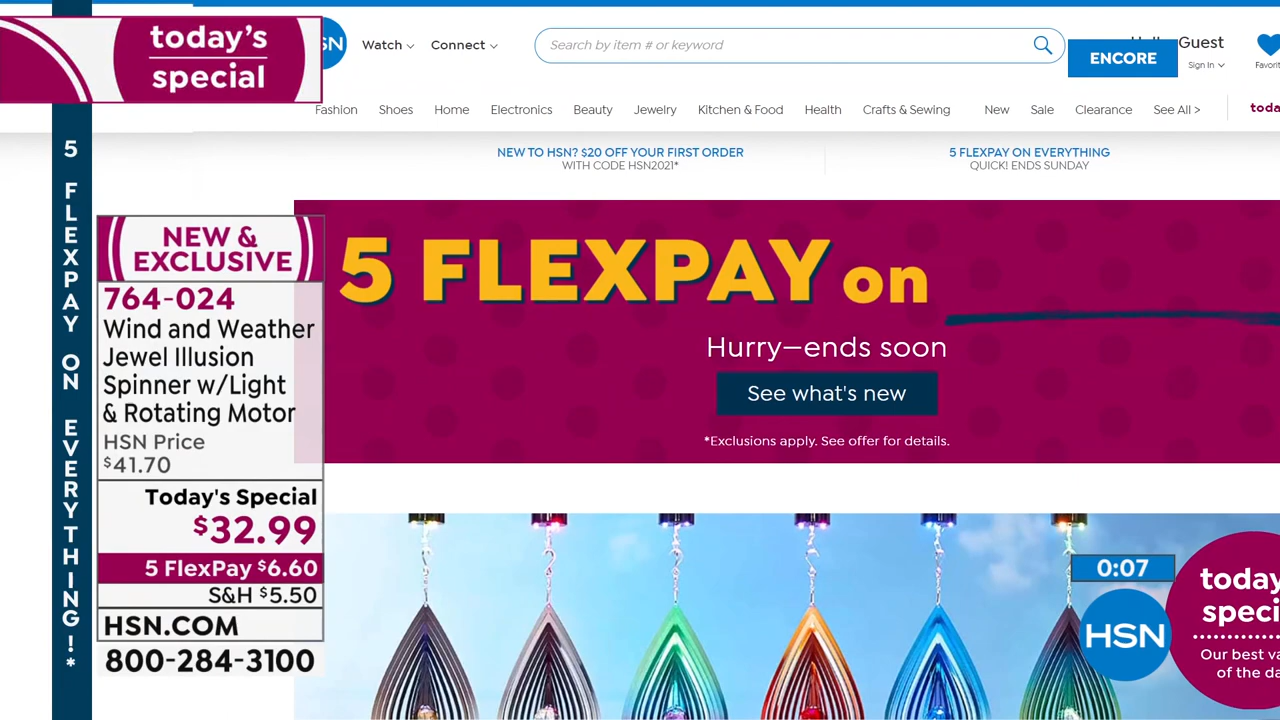 today's
special
SN
Watch
Connect
Search by item # or keyword
ENCORE
Guest
Sign In
Favorit
Fashion
Shoes
Home
Electronics
Beauty
Jewelry
Kitchen & Food
Health
Crafts & Sewing
New
Sale
Clearance
See All >
toda
NEW TO HSN? $20 OFF YOUR FIRST ORDER
WITH CODE HSN2021*
5 FLEXPAY ON EVERYTHING
QUICK! ENDS SUNDAY
5 FLEXPAY ON EVERYTHING!*
NEW &
EXCLUSIVE
764-024
Wind and Weather
Jewel Illusion
Spinner w/Light
& Rotating Motor
HSN Price
$41.70
Today's Special
$32.99
5 FlexPay $6.60
S&H $5.50
HSN.COM
800-284-3100
5 FLEXPAY on
Hurry—ends soon
See what's new
*Exclusions apply. See offer for details.
0:07
HSN
today
speci
Our best va
of the da